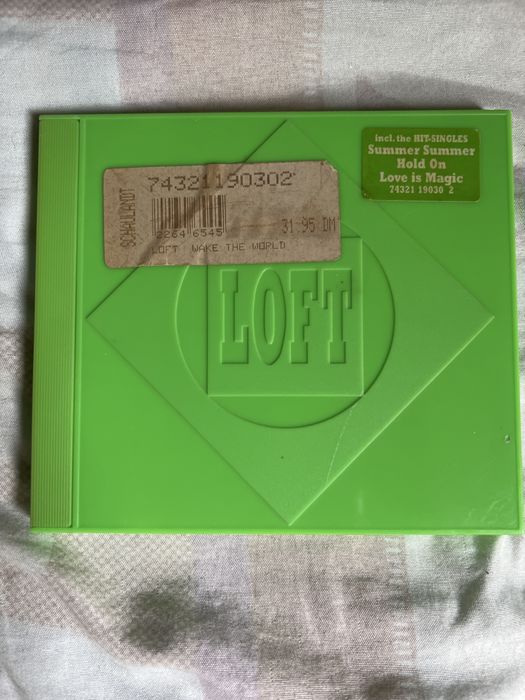 SCHAULANDT
74321190302
2264 6545
31.95 DM
LOFT WAKE THE WORLD
incl. the HIT-SINGLES
Summer Summer
Hold On
Love is Magic
74321 19030 2
LOFT